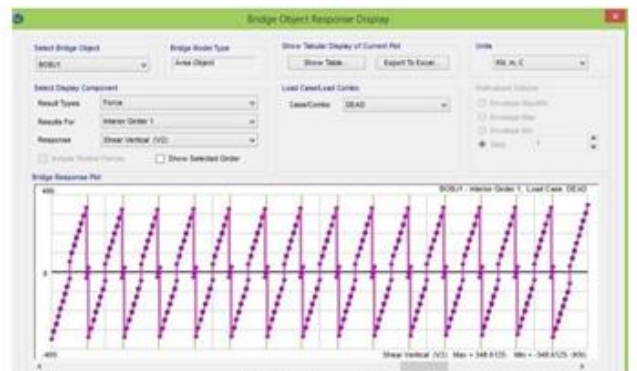 Bridge Object Response Display
Select Bridge Object
BOBJ1
Bridge Model Type
Area Object
Show Tabular Display of Current Plot
Show Table...
Export To Excel...
Units
KN, m, C
Select Display Component
Result Types
Force
Results For
Interior Girder 1
Response
Shear Vertical (V2)
Show Selected Girder
Load Case/Load Combo
Case/Combo
DEAD
Multivalued Options
Envelope Max/Min
Envelope Max
Envelope Min
Step
1
Bridge Response Plot
400
BOBJ1 - Interior Girder 1, Load Case: DEAD
0
-400
Shear Vertical (V2) Max = 348.6125 Min = -348.6125 (KN)